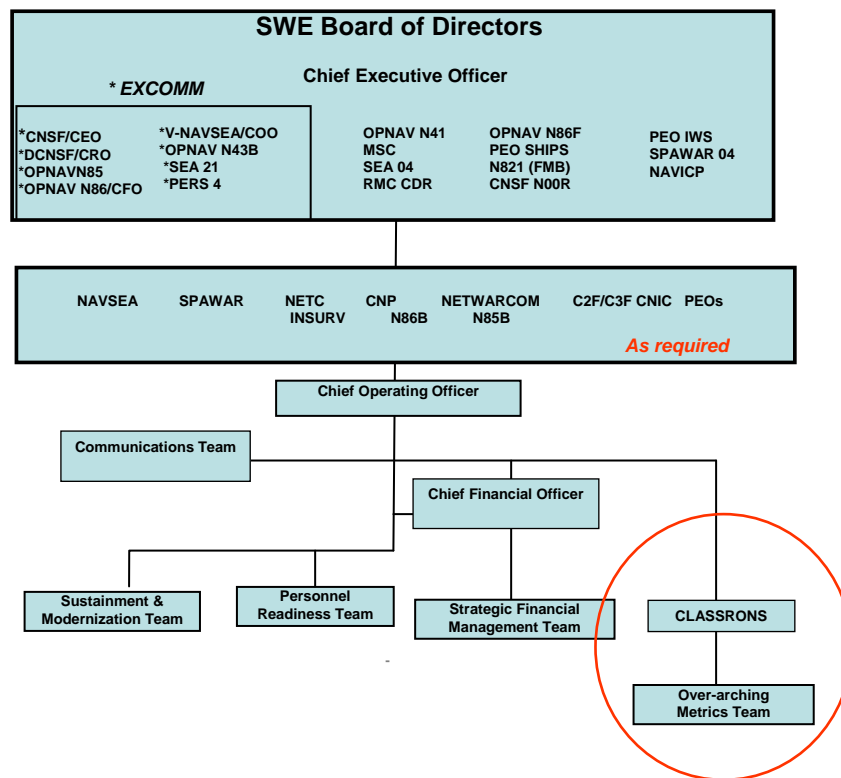 SWE Board of Directors
Chief Executive Officer
* EXCOMM
*CNSF/CEO
*DCNSF/CRO
*OPNAVN85
*OPNAV N86/CFO
*V-NAVSEA/COO
*OPNAV N43B
*SEA 21
*PERS 4
OPNAV N41
MSC
SEA 04
RMC CDR
OPNAV N86F
PEO SHIPS
N821 (FMB)
CNSF N00R
PEO IWS
SPAWAR 04
NAVICP
NAVSEA SPAWAR NETC CNP NETWARCOM C2F/C3F CNIC PEOs
INSURV N86B N85B
As required
Chief Operating Officer
Communications Team
Chief Financial Officer
Sustainment &
Modernization Team
Personnel
Readiness Team
Strategic Financial
Management Team
CLASSRONS
Over-arching
Metrics Team